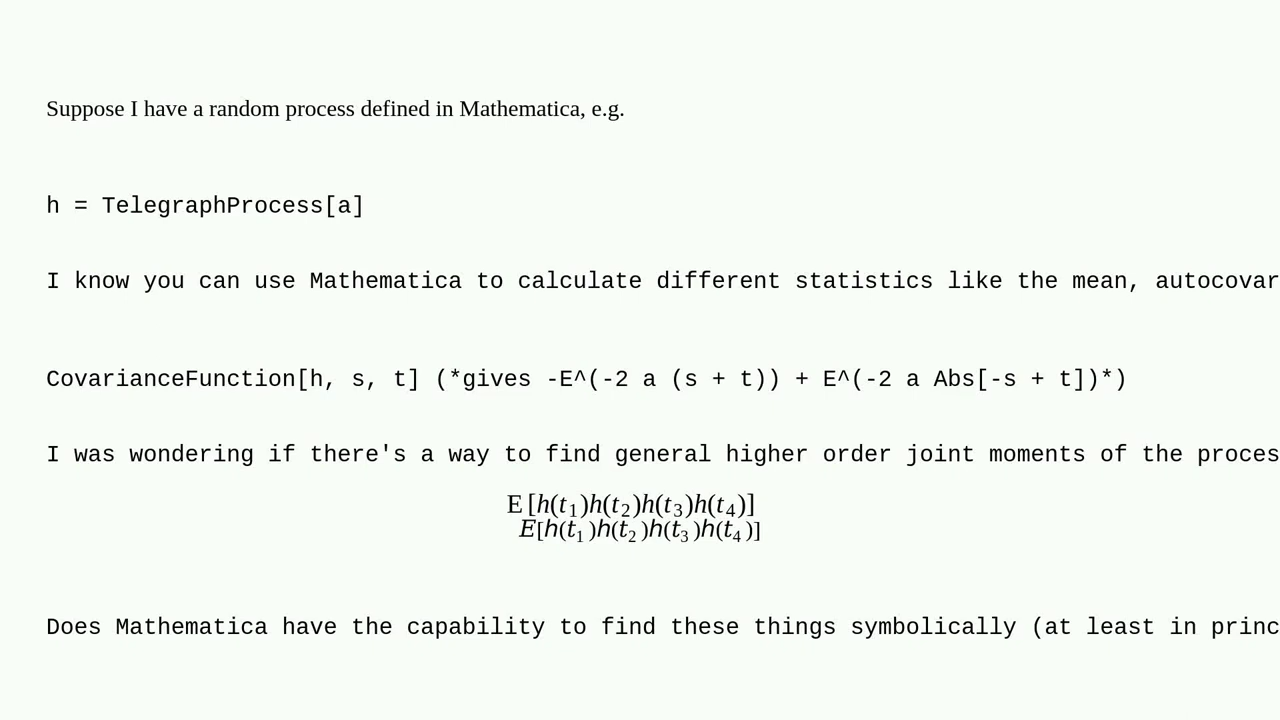 Suppose I have a random process defined in Mathematica, e.g.
h = TelegraphProcess[a]
I know you can use Mathematica to calculate different statistics like the mean, autocovar
CovarianceFunction[h, s, t] (*gives -E^(-2 a (s + t)) + E^(-2 a Abs[-s + t])*)
I was wondering if there's a way to find general higher order joint moments of the proces
E [h(t₁)h(t₂)h(t₃)h(t₄)]
E[h(t₁)h(t₂)h(t₃)h(t₄)]
Does Mathematica have the capability to find these things symbolically (at least in princ